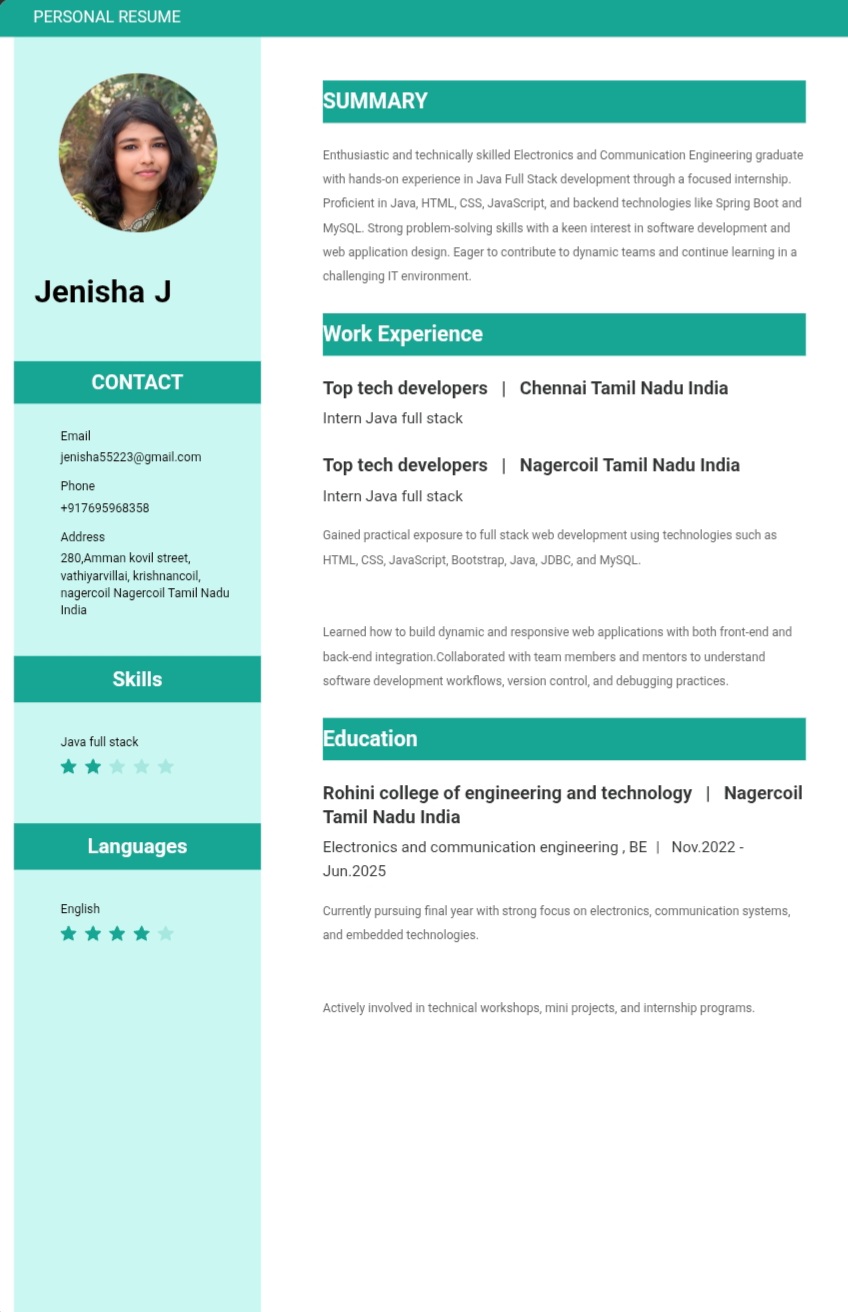 PERSONAL RESUME
Jenisha J
CONTACT
Email
jenisha55223@gmail.com
Phone
+917695968358
Address
280,Amman kovil street,
vathiyarvillai, krishnancoil,
nagercoil Nagercoil Tamil Nadu
India
Skills
Java full stack
Languages
English
SUMMARY
Enthusiastic and technically skilled Electronics and Communication Engineering graduate
with hands-on experience in Java Full Stack development through a focused internship.
Proficient in Java, HTML, CSS, JavaScript, and backend technologies like Spring Boot and
MySQL. Strong problem-solving skills with a keen interest in software development and
web application design. Eager to contribute to dynamic teams and continue learning in a
challenging IT environment.
Work Experience
Top tech developers | Chennai Tamil Nadu India
Intern Java full stack
Top tech developers | Nagercoil Tamil Nadu India
Intern Java full stack
Gained practical exposure to full stack web development using technologies such as
HTML, CSS, JavaScript, Bootstrap, Java, JDBC, and MySQL.
Learned how to build dynamic and responsive web applications with both front-end and
back-end integration.Collaborated with team members and mentors to understand
software development workflows, version control, and debugging practices.
Education
Rohini college of engineering and technology | Nagercoil
Tamil Nadu India
Electronics and communication engineering , BE | Nov.2022 -
Jun.2025
Currently pursuing final year with strong focus on electronics, communication systems,
and embedded technologies.
Actively involved in technical workshops, mini projects, and internship programs.